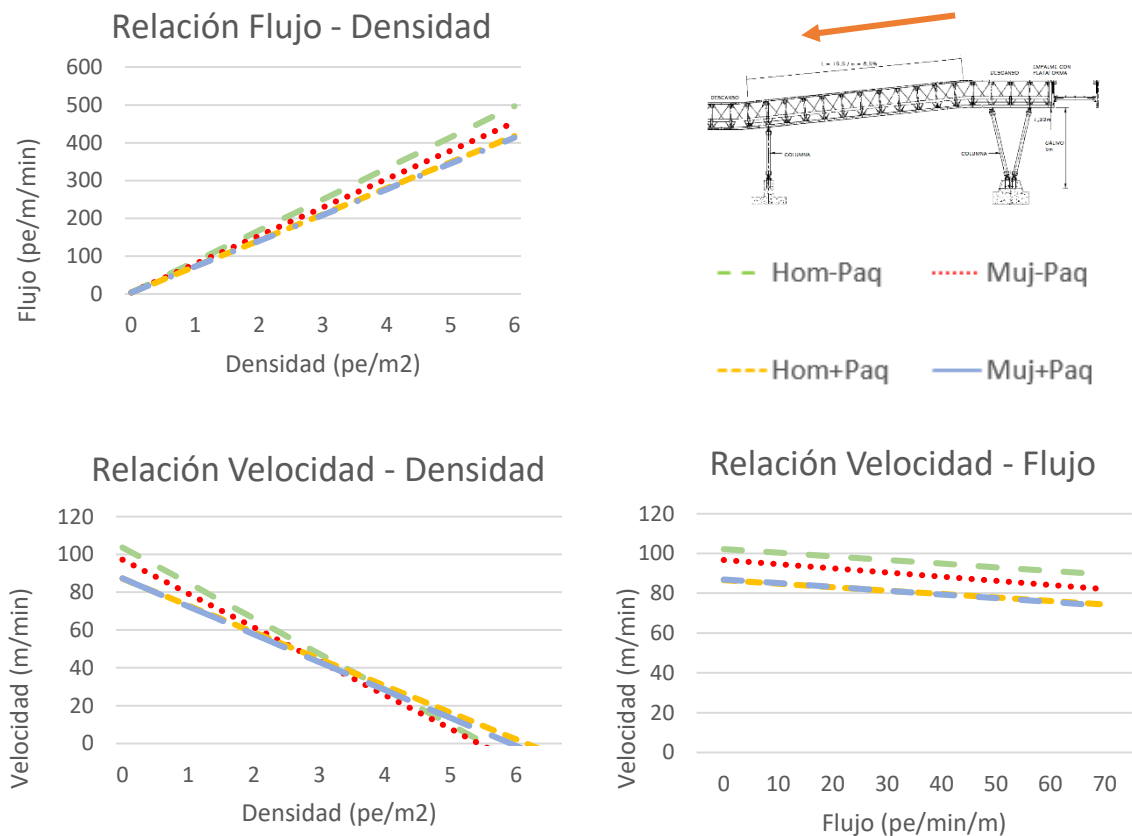 Relación Flujo - Densidad
Flujo (pe/m/min)
600
500
400
300
200
100
0
0 1 2 3 4 5 6
Densidad (pe/m2)
DESCANSO
DESCANSO
EMPALME CON
PLATAFORMA
COLUMNA
COLUMNA
GÁLIVO
Hom-Paq
Muj-Paq
Hom+Paq
Muj+Paq
Relación Velocidad - Densidad
Velocidad (m/min)
120
100
80
60
40
20
0
0 1 2 3 4 5 6
Densidad (pe/m2)
Relación Velocidad - Flujo
Velocidad (m/min)
120
100
80
60
40
20
0
0 10 20 30 40 50 60 70
Flujo (pe/min/m)